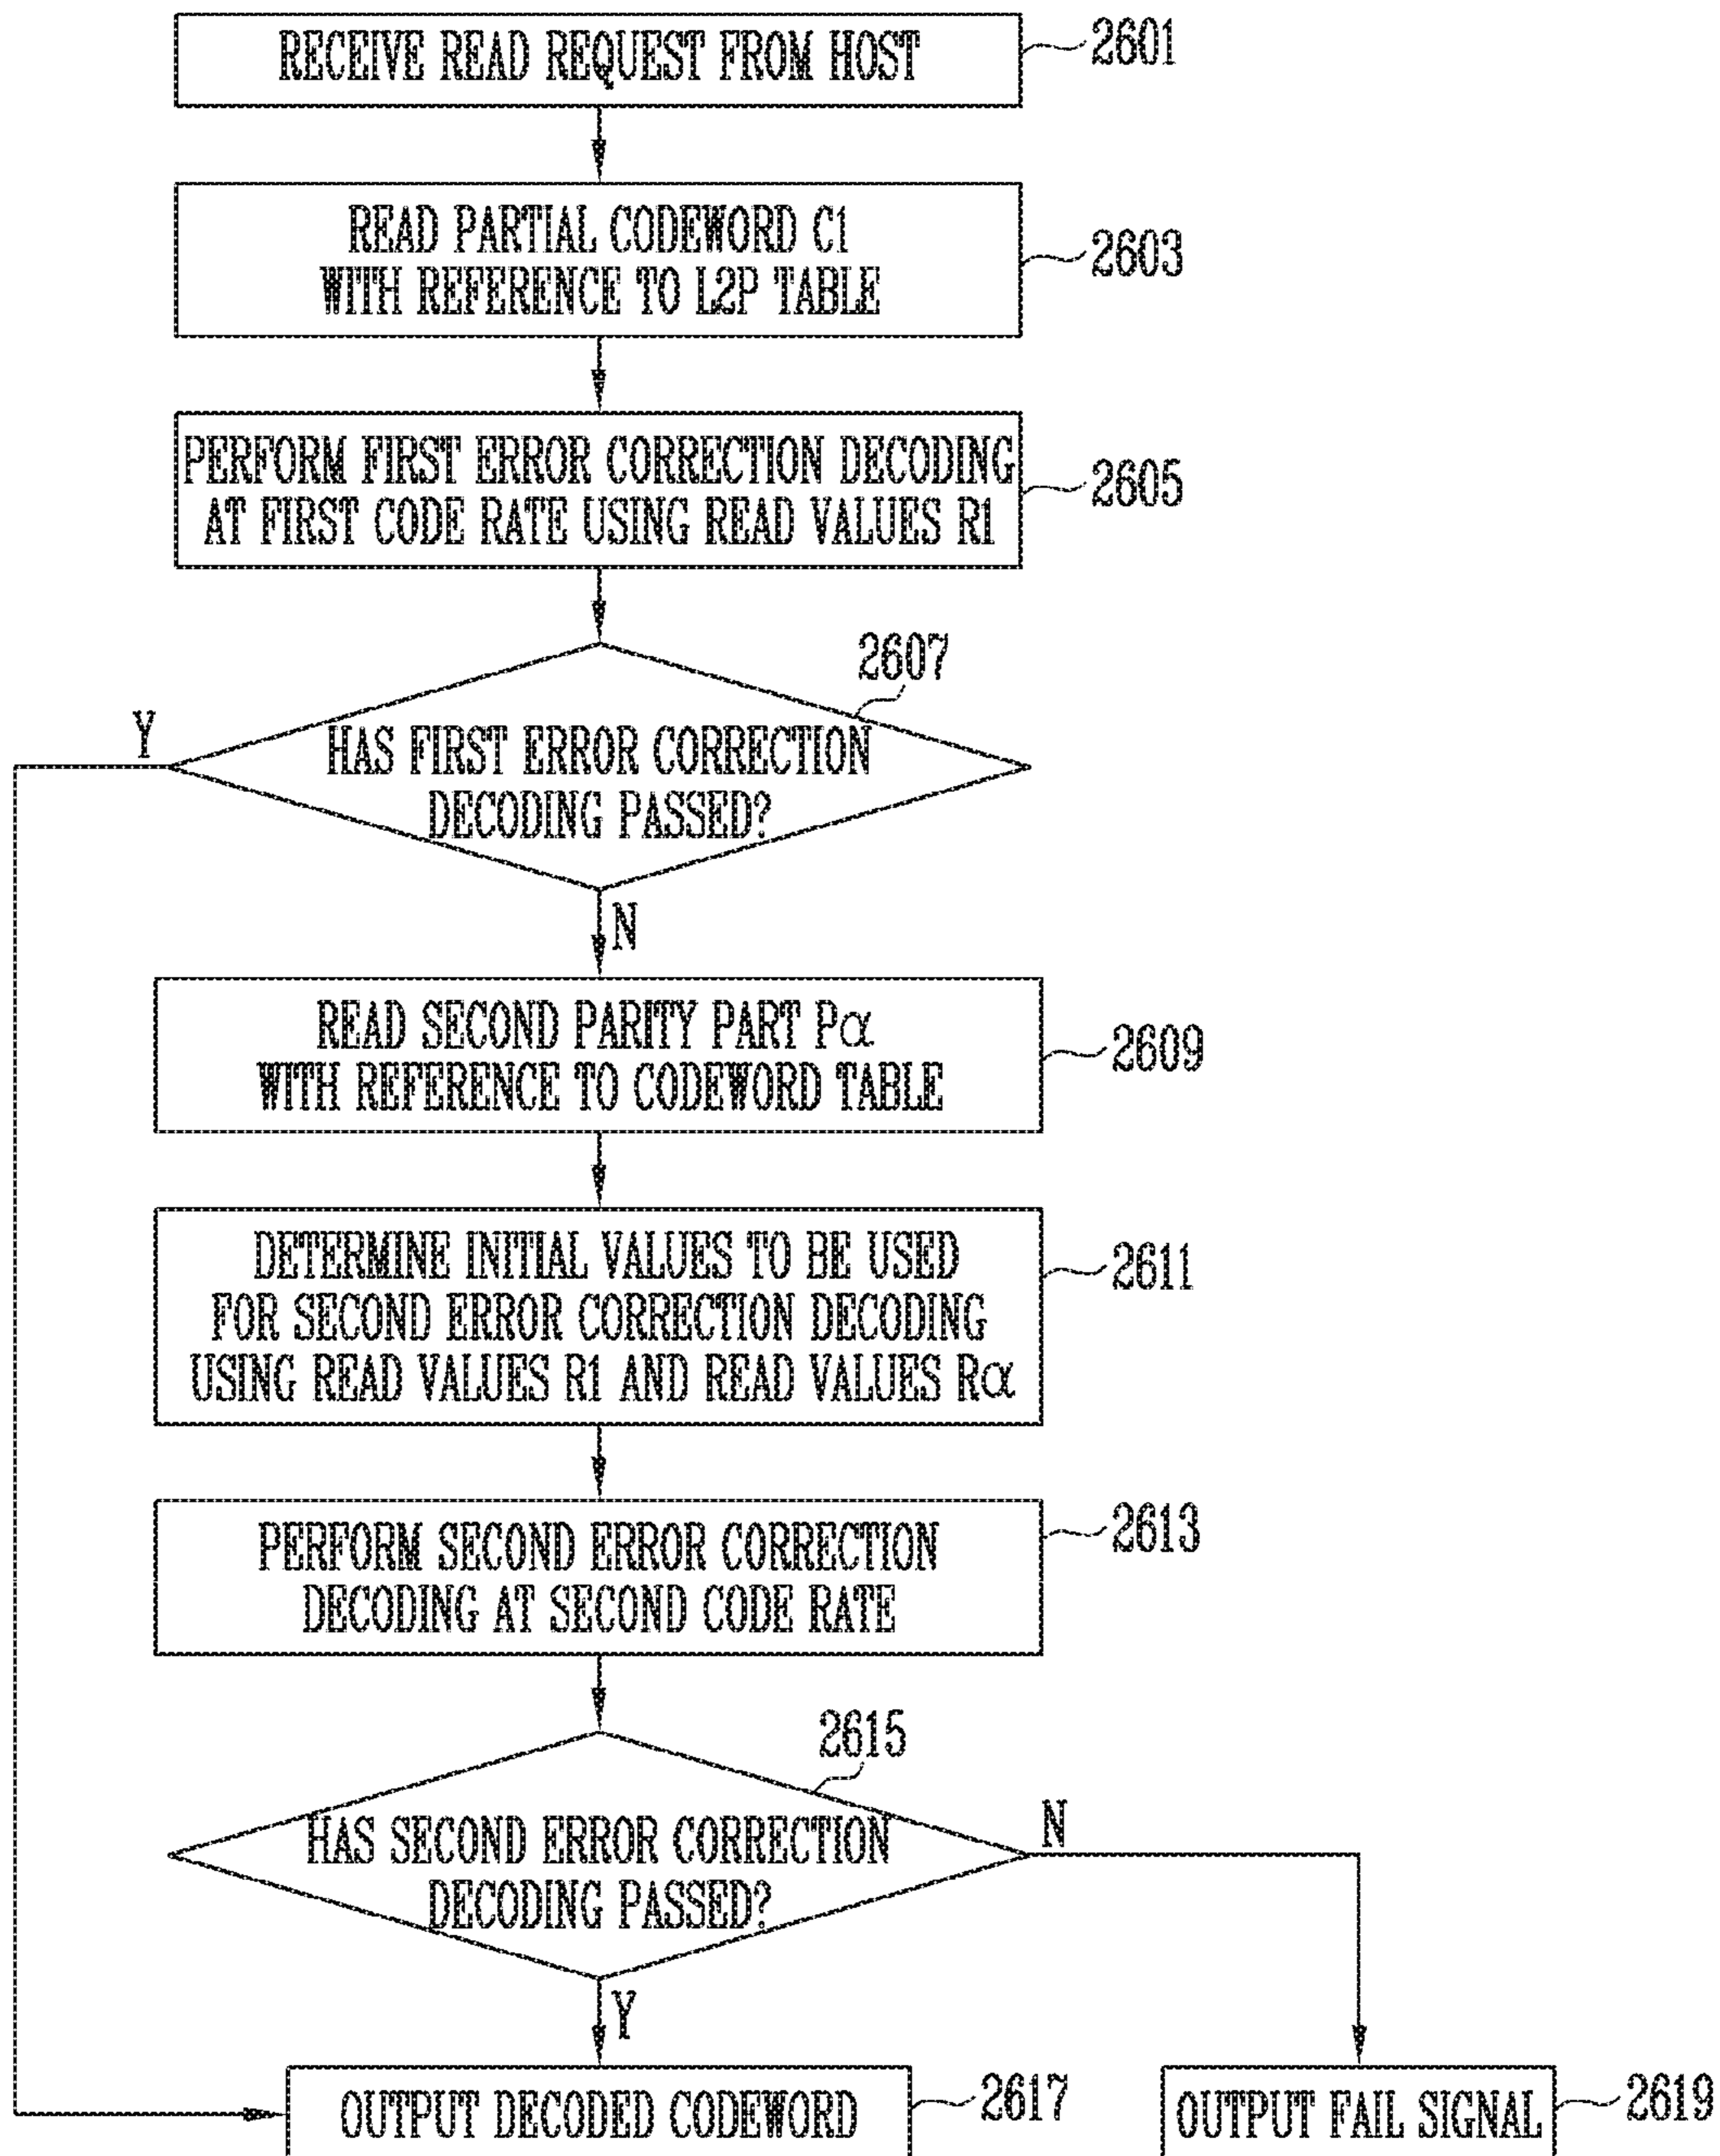 RECEIVE READ REQUEST FROM HOST
2601
READ PARTIAL CODEWORD C1
WITH REFERENCE TO L2P TABLE
2603
PERFORM FIRST ERROR CORRECTION DECODING
AT FIRST CODE RATE USING READ VALUES R1
2605
2607
Y
HAS FIRST ERROR CORRECTION
DECODING PASSED?
N
READ SECOND PARITY PART Pα
WITH REFERENCE TO CODEWORD TABLE
2609
DETERMINE INITIAL VALUES TO BE USED
FOR SECOND ERROR CORRECTION DECODING
USING READ VALUES R1 AND READ VALUES Rα
2611
PERFORM SECOND ERROR CORRECTION
DECODING AT SECOND CODE RATE
2613
2615
HAS SECOND ERROR CORRECTION
DECODING PASSED?
N
Y
OUTPUT DECODED CODEWORD
2617
OUTPUT FAIL SIGNAL
2619